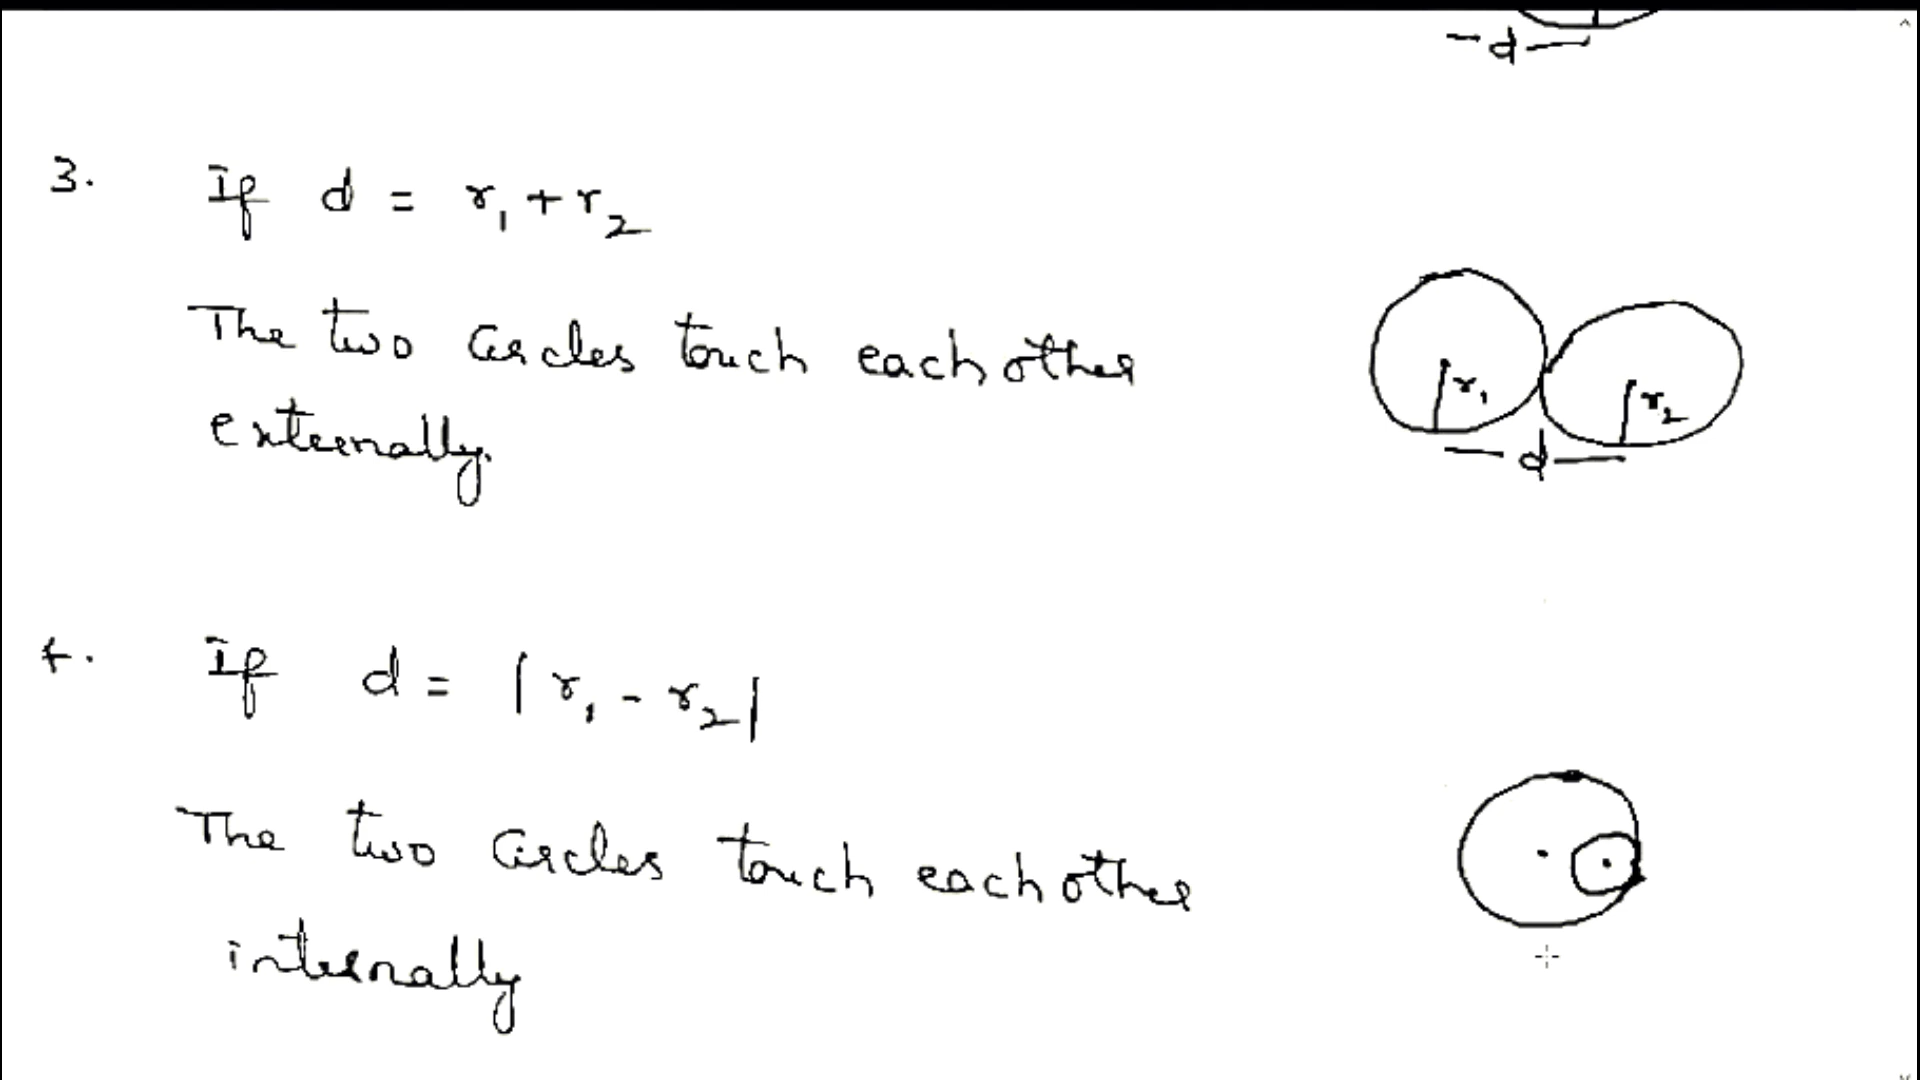 - d -
3. If d = r₁ + r₂
The two circles touch each other
externally.
r₁ r₂
- d -
4. If d = | r₁ - r₂ |
The two circles touch each other
internally